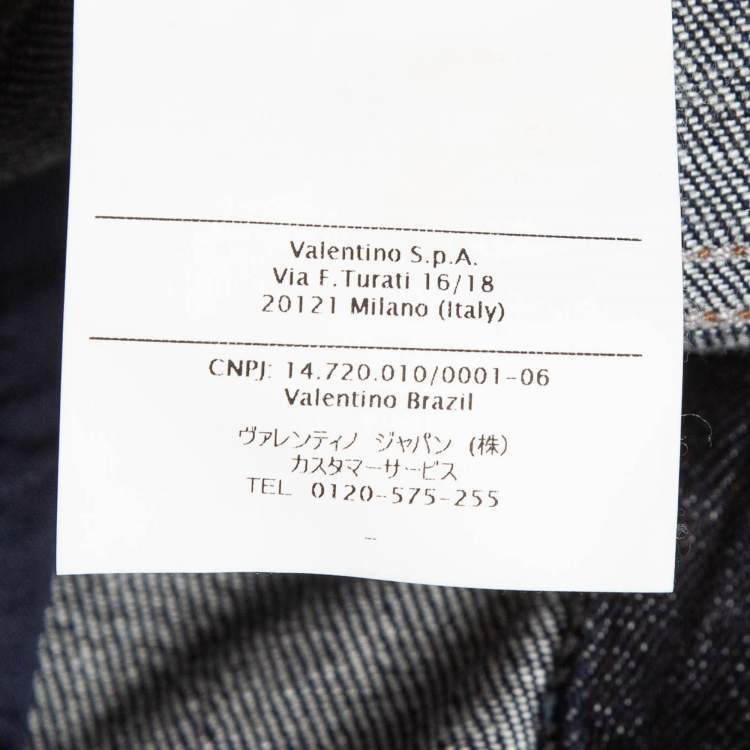 Valentino S.p.A.
Via F.Turati 16/18
20121 Milano (Italy)
CNPJ: 14.720.010/0001-06
Valentino Brazil
ヴァレンティノ ジャパン (株)
カスタマーサービス
TEL 0120-575-255